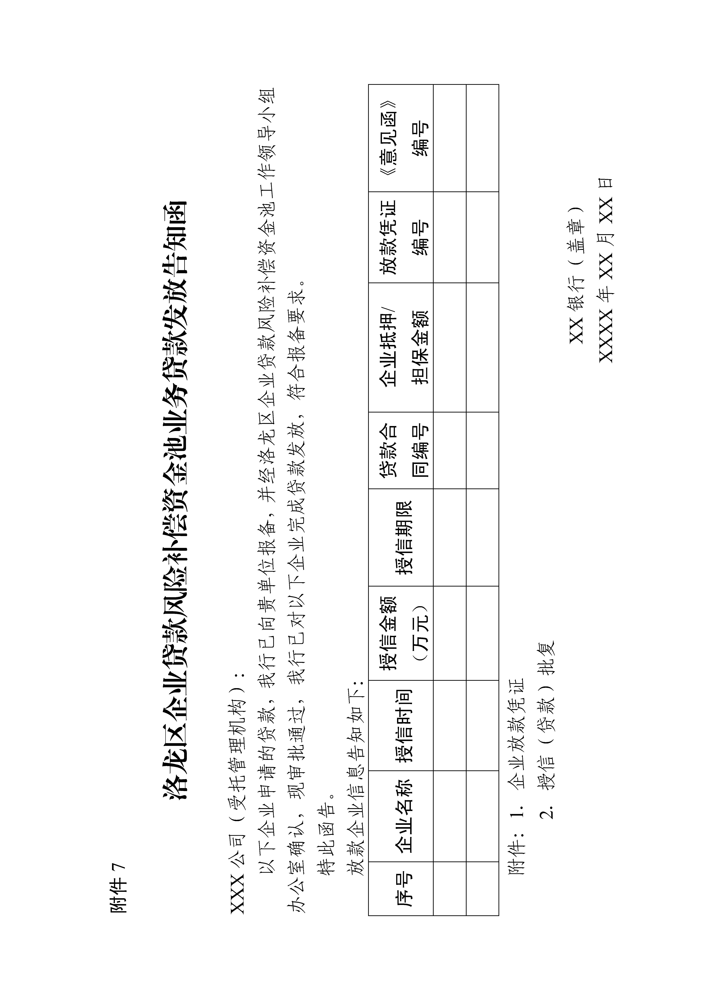 附件 7
洛龙区企业贷款风险补偿资金池业务贷款发放告知函
XXX 公司（受托管理机构）：
以下企业申请的贷款，我行已向贵单位报备，并经洛龙区企业贷款风险补偿资金池工作领导小组
办公室确认，现审批通过，我行已对以下企业完成贷款发放，符合报备要求。
特此函告。
放款企业信息告知如下：
序号 企业名称 授信时间 授信金额（万元） 授信期限 贷款合同编号 企业抵押/担保金额 放款凭证编号 《意见函》编号
附件：1. 企业放款凭证
2. 授信（贷款）批复
XX 银行（盖章）
XXXX 年 XX 月 XX 日